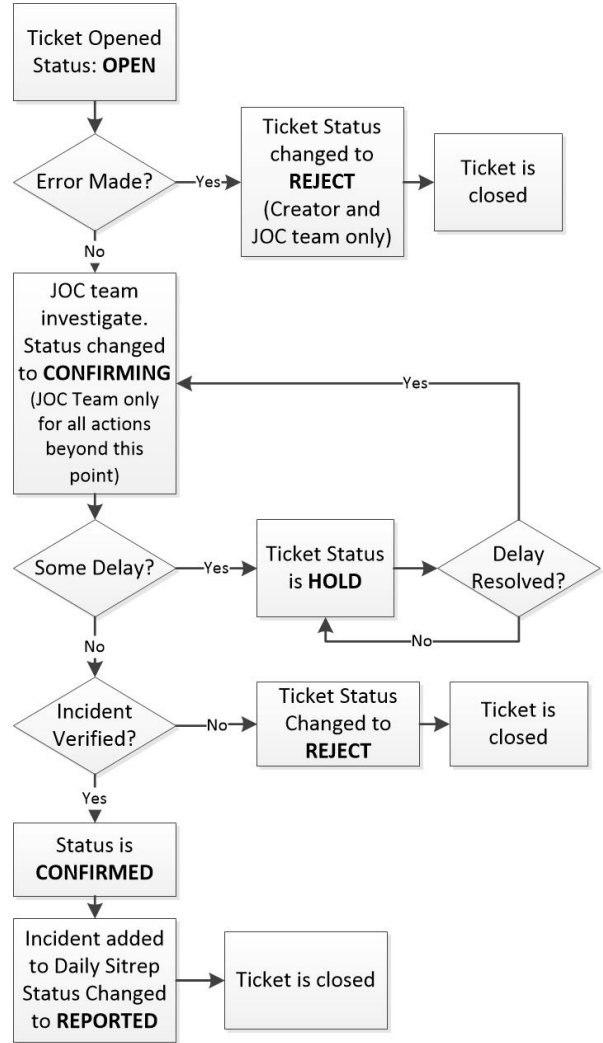 Ticket Opened
Status: OPEN
Error Made?
Yes
Ticket Status
changed to
REJECT
(Creator and
JOC team only)
Ticket is
closed
No
JOC team
investigate.
Status changed
to CONFIRMING
(JOC Team only
for all actions
beyond this
point)
Yes
Some Delay?
Yes
Ticket Status
is HOLD
Delay
Resolved?
No
No
Incident
Verified?
No
Ticket Status
Changed to
REJECT
Ticket is
closed
Yes
Status is
CONFIRMED
Incident added
to Daily Sitrep
Status Changed
to REPORTED
Ticket is closed